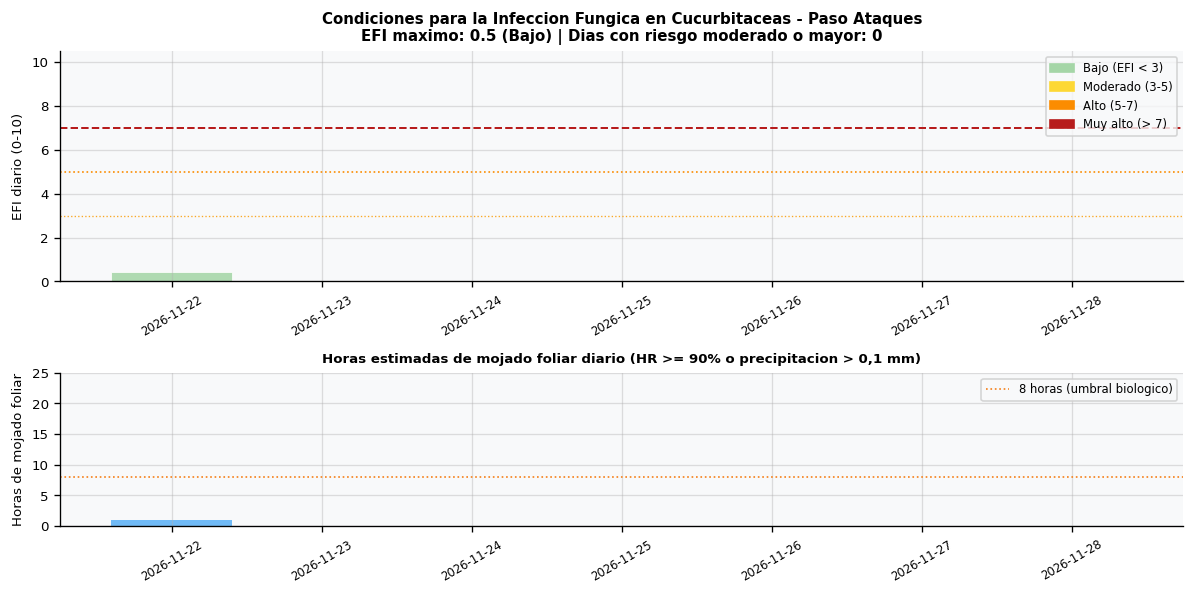 Condiciones para la Infeccion Fungica en Cucurbitaceas - Paso Ataques
EFI maximo: 0.5 (Bajo) | Dias con riesgo moderado o mayor: 0
EFI diario (0-10)
10
8
6
4
2
0
Bajo (EFI < 3)
Moderado (3-5)
Alto (5-7)
Muy alto (> 7)
2026-11-22
2026-11-23
2026-11-24
2026-11-25
2026-11-26
2026-11-27
2026-11-28
Horas estimadas de mojado foliar diario (HR >= 90% o precipitacion > 0,1 mm)
Horas de mojado foliar
25
20
15
10
5
0
8 horas (umbral biologico)
2026-11-22
2026-11-23
2026-11-24
2026-11-25
2026-11-26
2026-11-27
2026-11-28